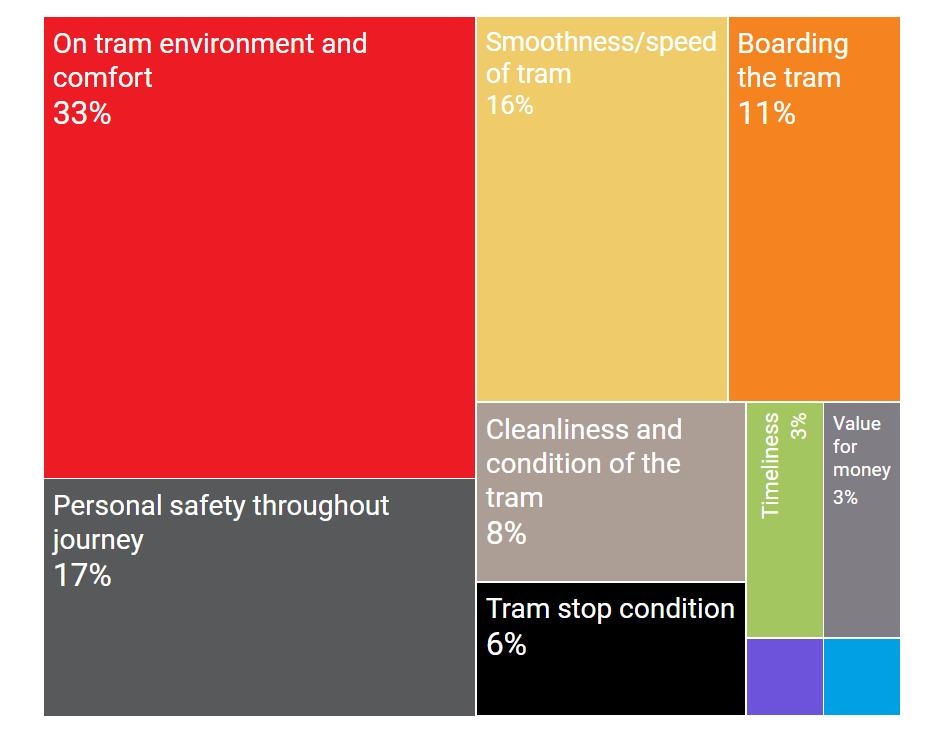 On tram environment and
comfort
33%
Smoothness/speed
of tram
16%
Boarding
the tram
11%
Personal safety throughout
journey
17%
Cleanliness and
condition of the
tram
8%
Tram stop condition
6%
Timeliness
3%
Value
for
money
3%